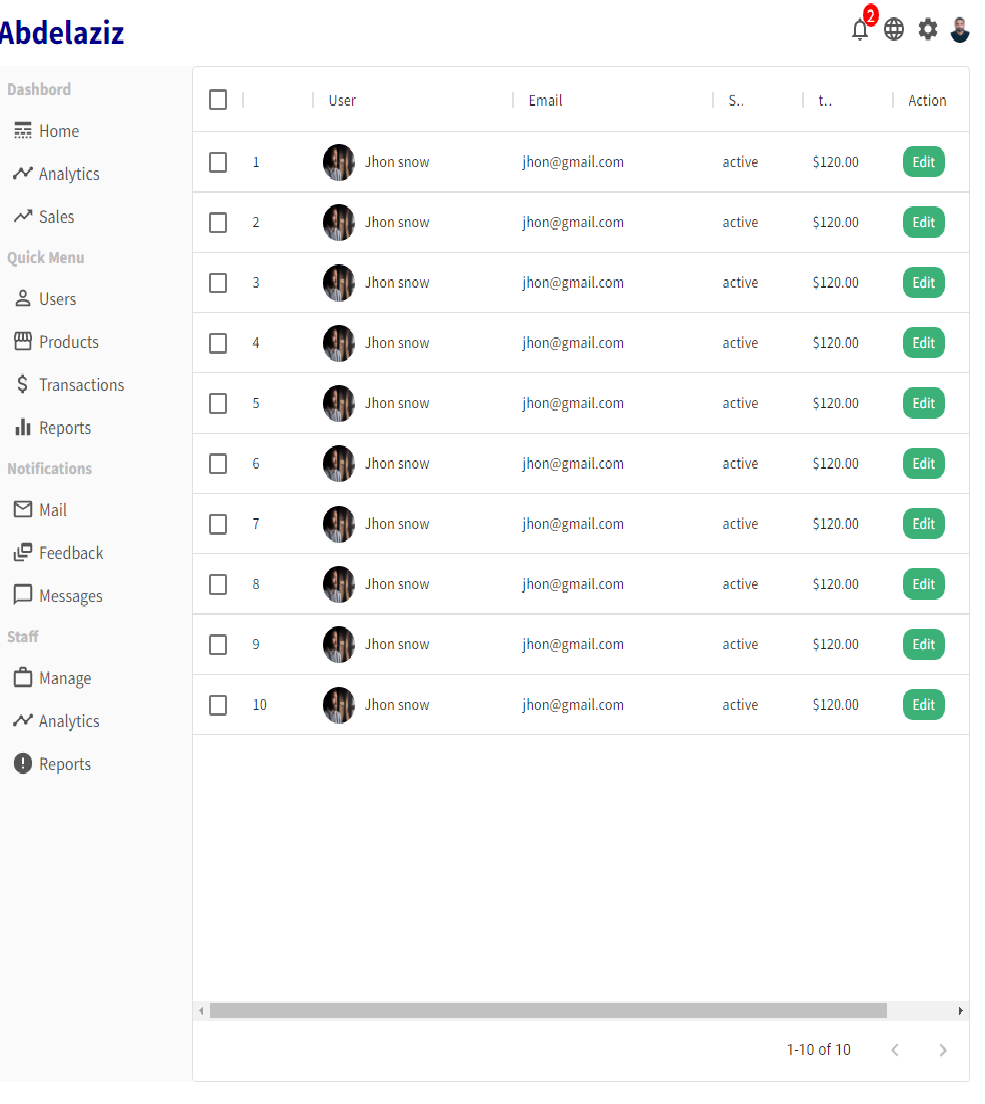 Abdelaziz
2
Dashbord
Home
Analytics
Sales
Quick Menu
Users
Products
Transactions
Reports
Notifications
Mail
Feedback
Messages
Staff
Manage
Analytics
Reports
User Email S.. t.. Action
1 Jhon snow jhon@gmail.com active $120.00 Edit
2 Jhon snow jhon@gmail.com active $120.00 Edit
3 Jhon snow jhon@gmail.com active $120.00 Edit
4 Jhon snow jhon@gmail.com active $120.00 Edit
5 Jhon snow jhon@gmail.com active $120.00 Edit
6 Jhon snow jhon@gmail.com active $120.00 Edit
7 Jhon snow jhon@gmail.com active $120.00 Edit
8 Jhon snow jhon@gmail.com active $120.00 Edit
9 Jhon snow jhon@gmail.com active $120.00 Edit
10 Jhon snow jhon@gmail.com active $120.00 Edit
1-10 of 10